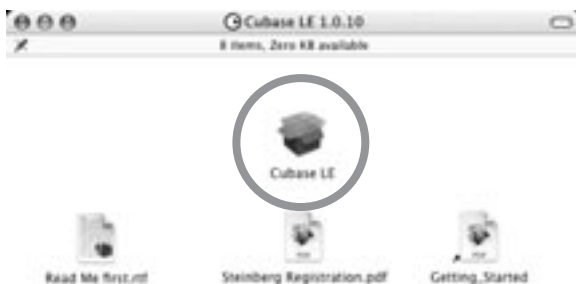 Cubase LE 1.0.10
8 items, Zero KB available
Cubase LE
Read Me first.rtf
Steinberg Registration.pdf
Getting_Started